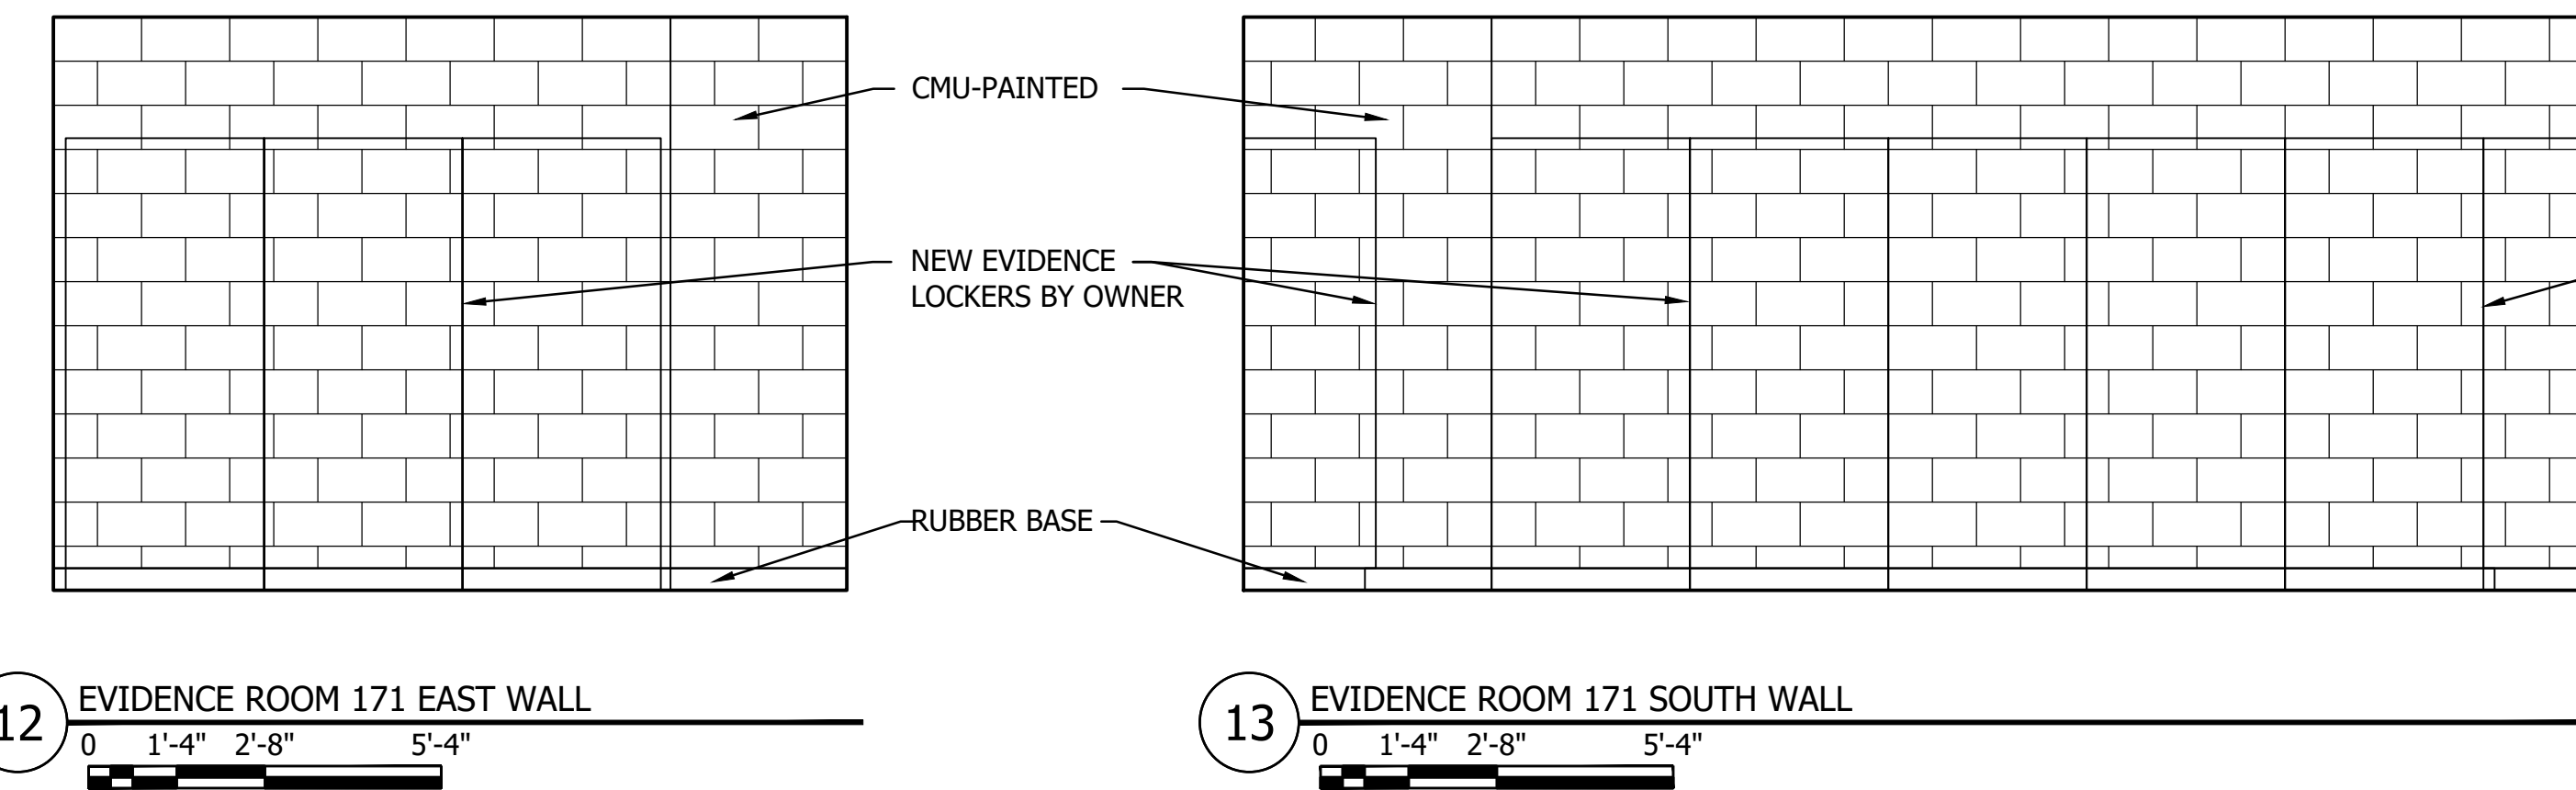 CMU-PAINTED
NEW EVIDENCE
LOCKERS BY OWNER
RUBBER BASE
12
EVIDENCE ROOM 171 EAST WALL
0 1'-4" 2'-8" 5'-4"
13
EVIDENCE ROOM 171 SOUTH WALL
0 1'-4" 2'-8" 5'-4"